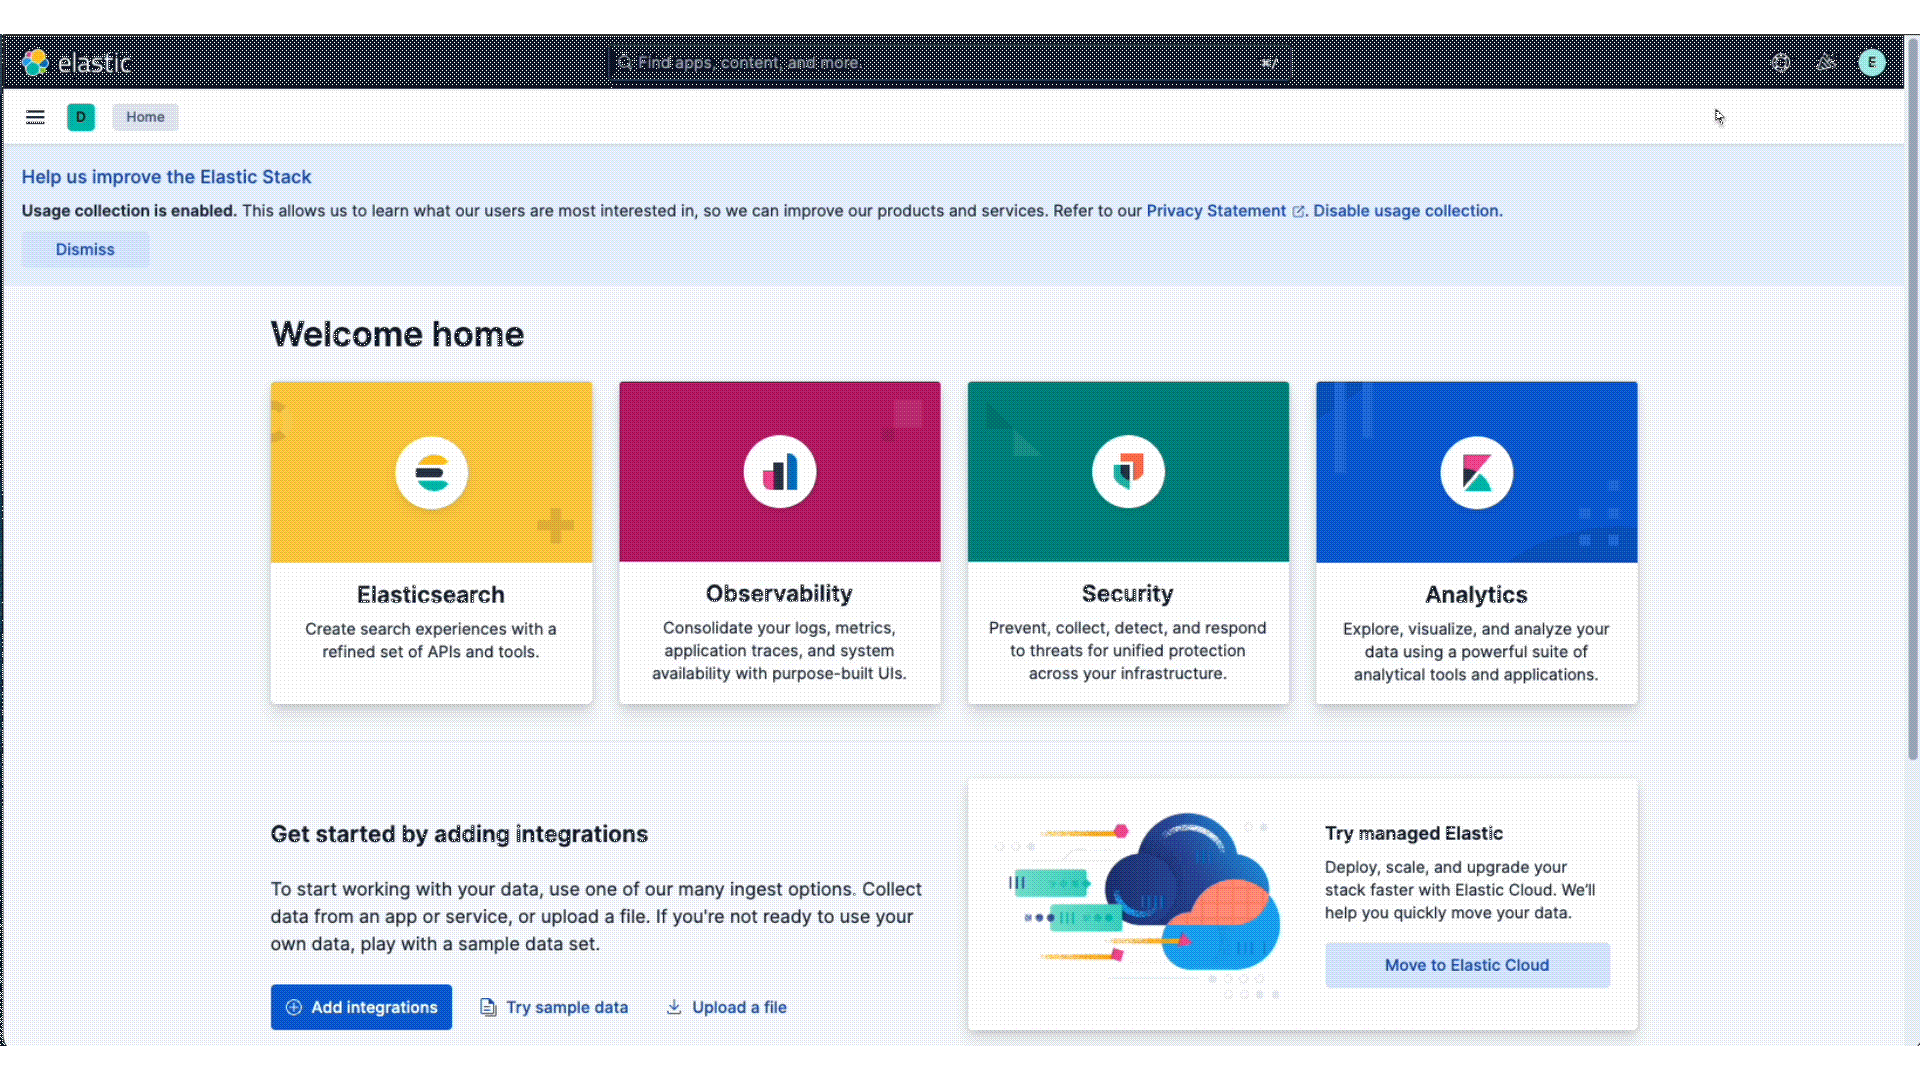 elastic
Find apps, content, and more.
⌘/
E
D
Home
Help us improve the Elastic Stack
Usage collection is enabled. This allows us to learn what our users are most interested in, so we can improve our products and services. Refer to our Privacy Statement. Disable usage collection.
Dismiss
Welcome home
Elasticsearch
Create search experiences with a
refined set of APIs and tools.
Observability
Consolidate your logs, metrics,
application traces, and system
availability with purpose-built UIs.
Security
Prevent, collect, detect, and respond
to threats for unified protection
across your infrastructure.
Analytics
Explore, visualize, and analyze your
data using a powerful suite of
analytical tools and applications.
Get started by adding integrations
To start working with your data, use one of our many ingest options. Collect
data from an app or service, or upload a file. If you're not ready to use your
own data, play with a sample data set.
Add integrations
Try sample data
Upload a file
Try managed Elastic
Deploy, scale, and upgrade your
stack faster with Elastic Cloud. We'll
help you quickly move your data.
Move to Elastic Cloud